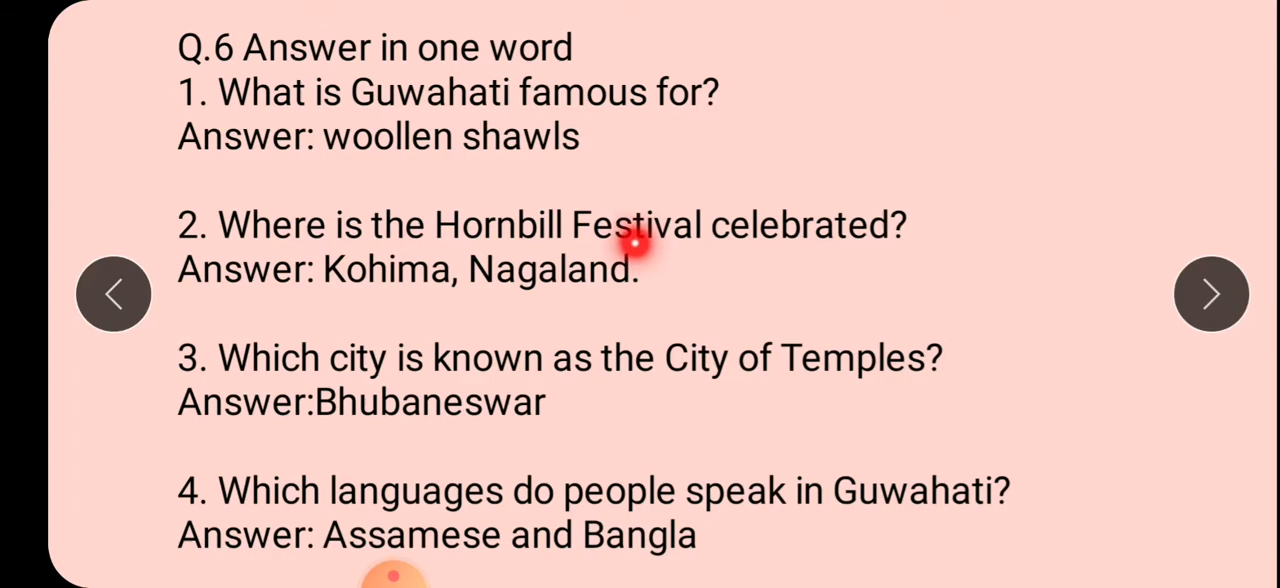 Q.6 Answer in one word
1. What is Guwahati famous for?
Answer: woollen shawls
2. Where is the Hornbill Festival celebrated?
Answer: Kohima, Nagaland.
3. Which city is known as the City of Temples?
Answer:Bhubaneswar
4. Which languages do people speak in Guwahati?
Answer: Assamese and Bangla